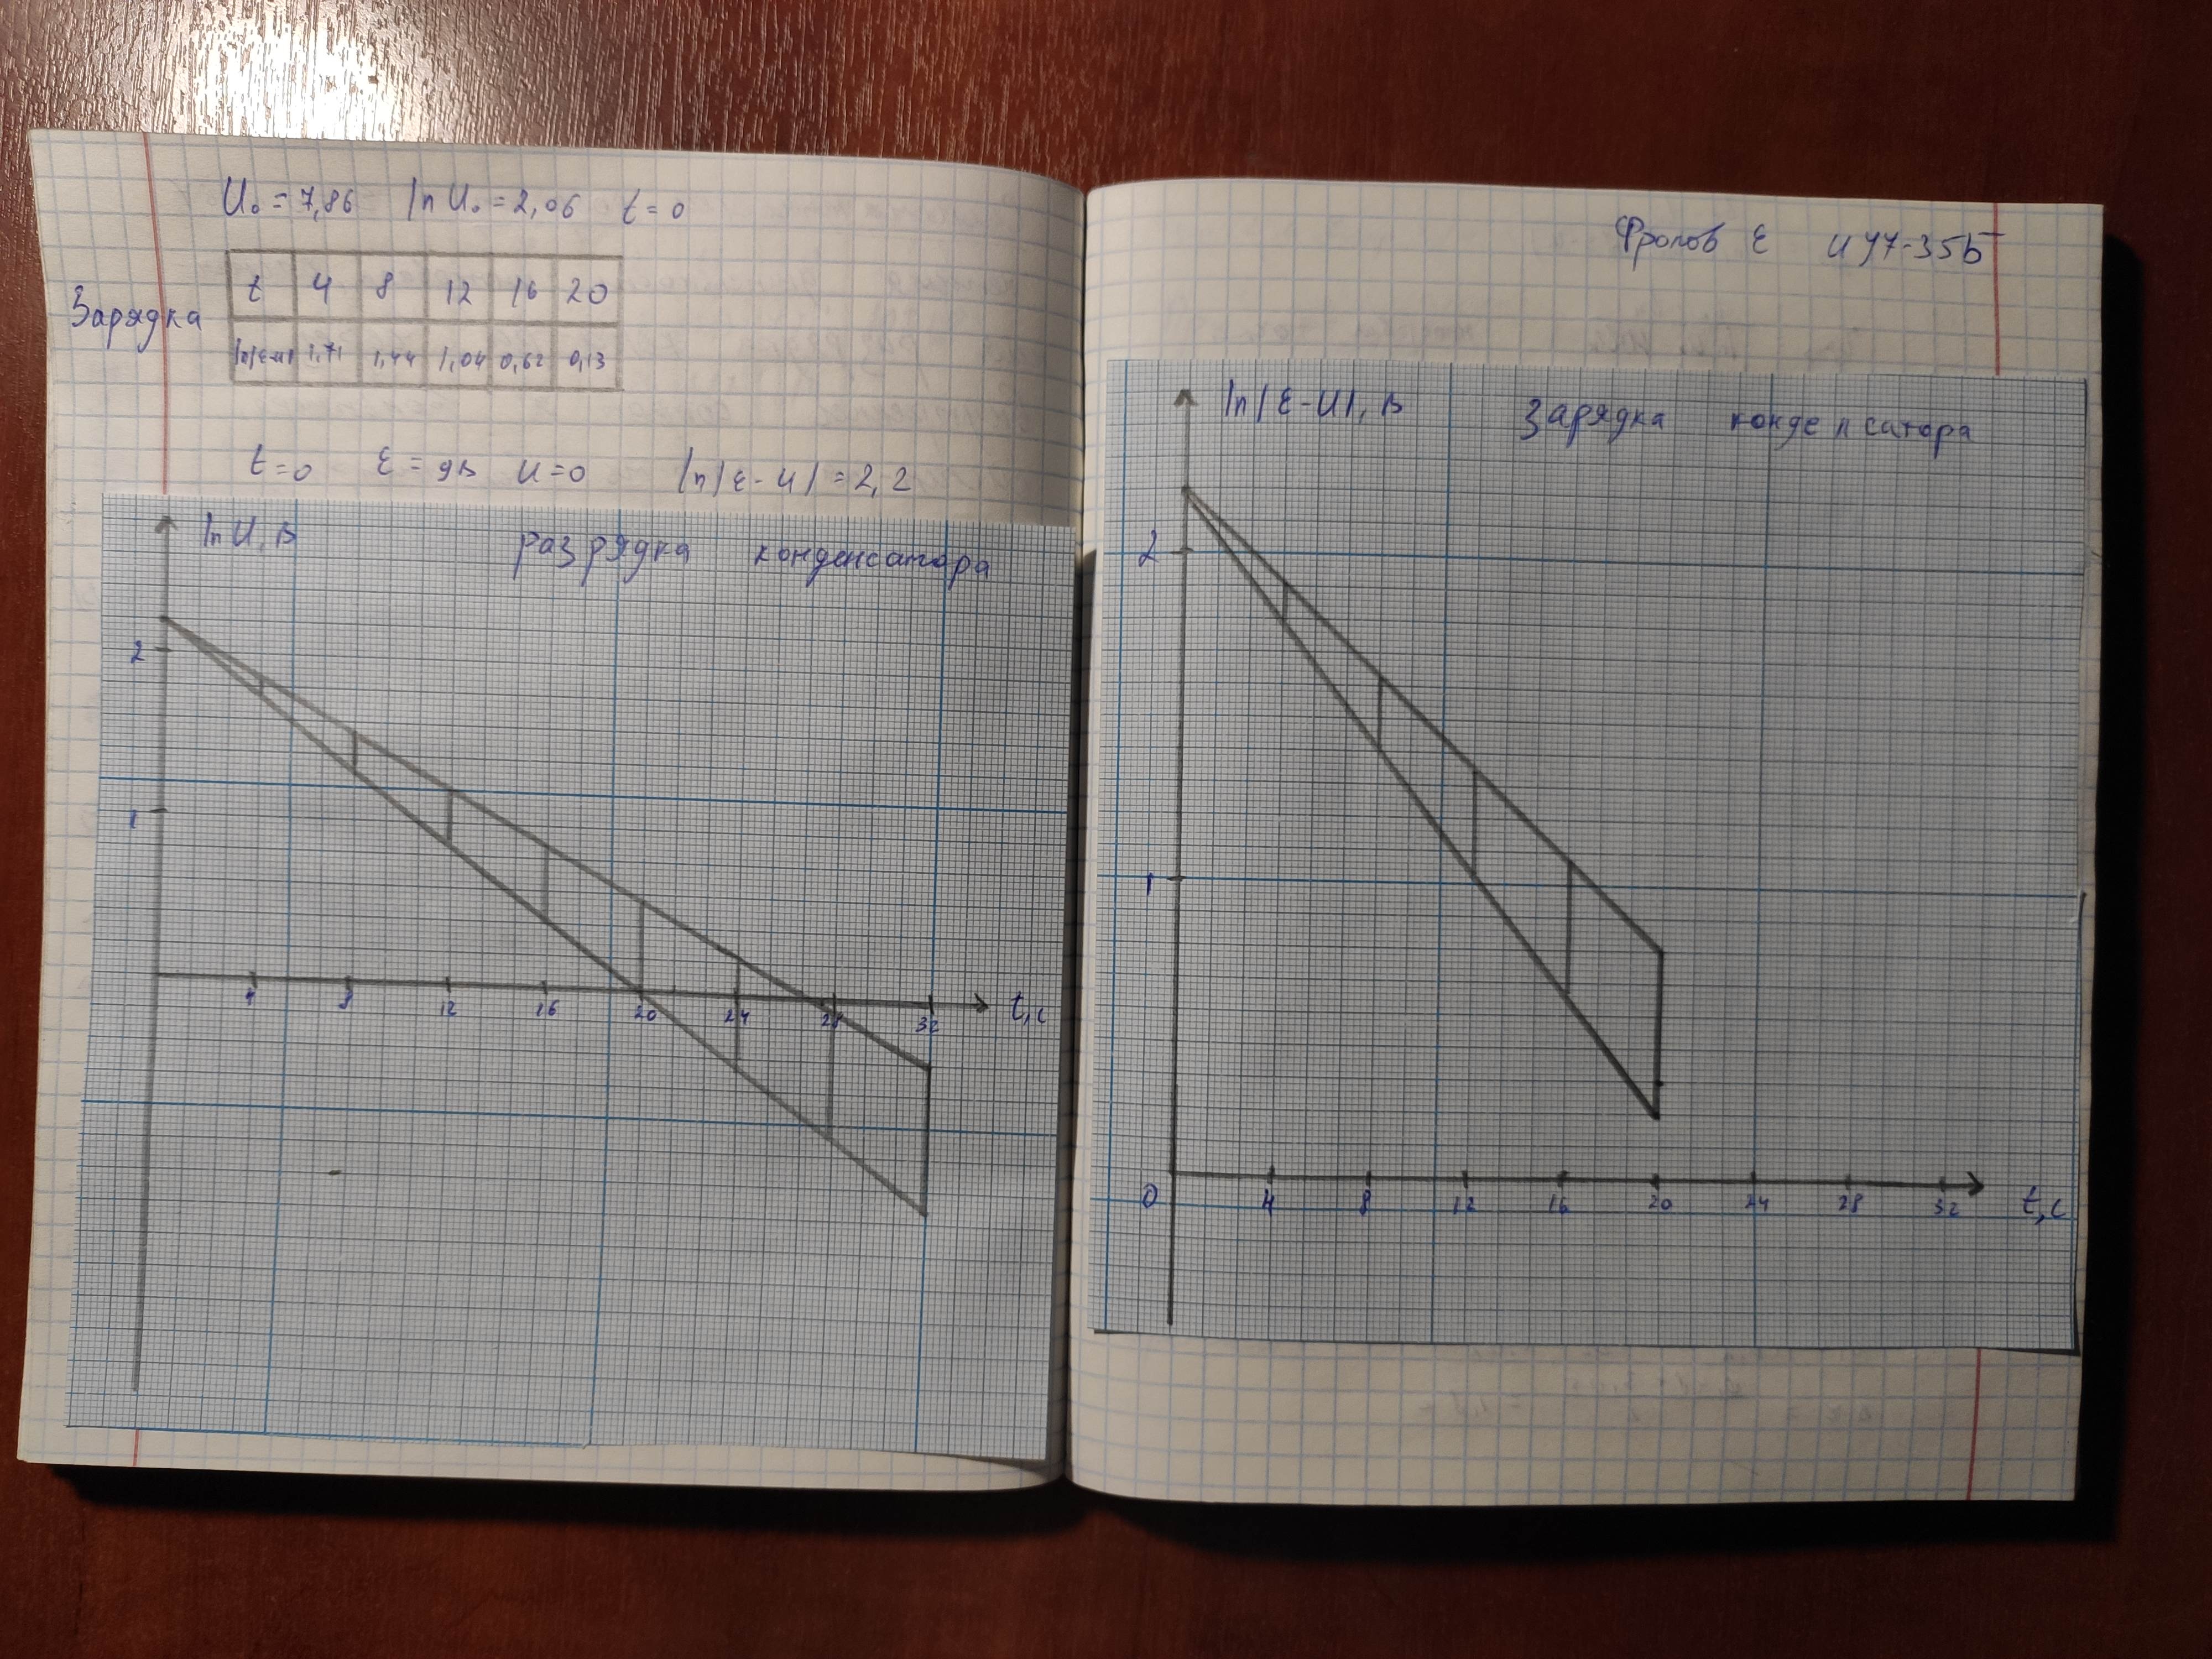 U₀ = 7,86 ln U₀ = 2,06 t = 0
Зарядка
t 4 8 12 16 20
ln|ε-u| 1,71 1,44 1,04 0,62 0,13
t=0 ε = 9в u=0 ln|ε-u| = 2,2
ln U, в разрядка конденсатора
2
1
4 8 12 16 20 24 28 32 t, c
Фролов Е ИУ7-35Б
ln|ε-U|, в Зарядка конденсатора
2
1
0 4 8 12 16 20 24 28 32 t, c